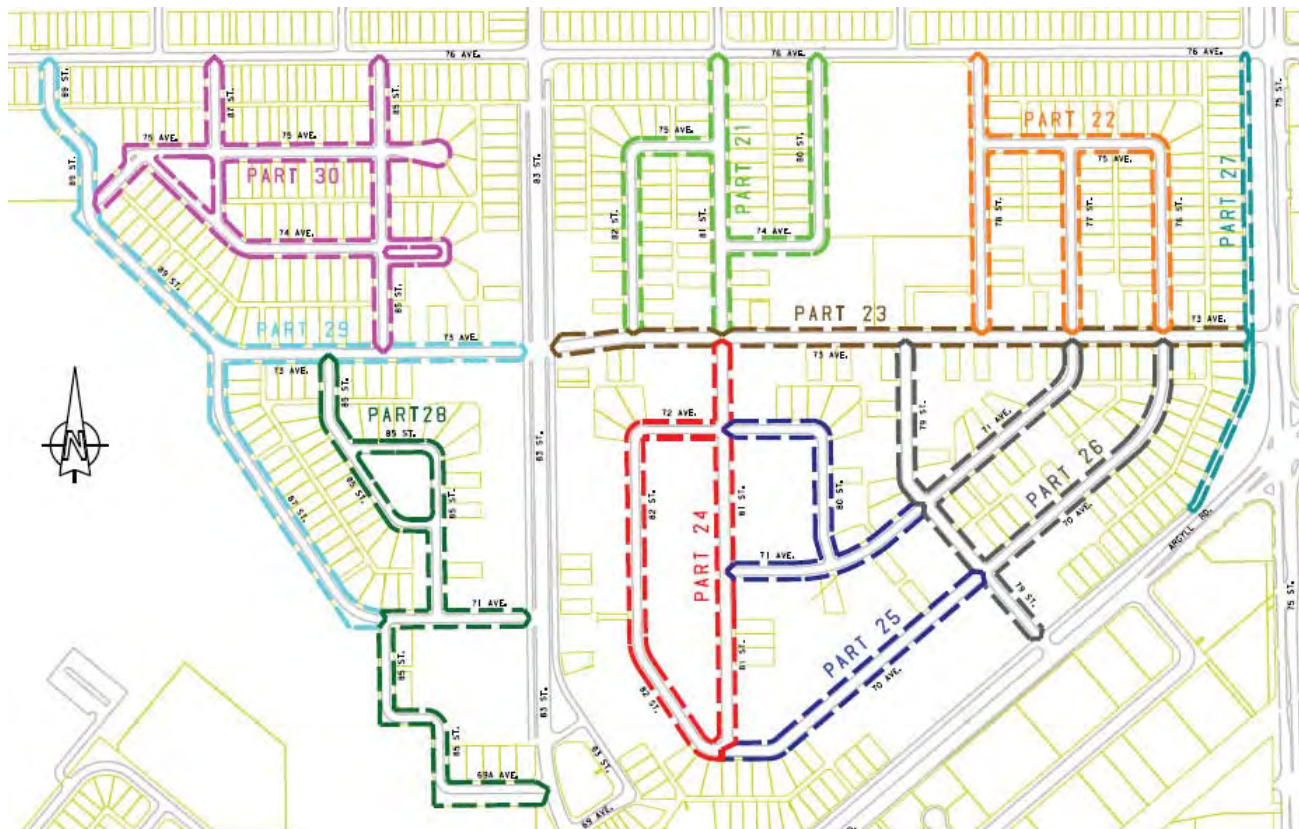 76 AVE.
76 AVE.
76 AVE.
89 ST.
87 ST.
85 ST.
80 ST.
75 ST.
75 AVE.
75 AVE.
75 AVE.
PART 22
75 AVE.
PART 21
PART 30
89 ST.
83 ST.
82 ST.
81 ST.
78 ST.
77 ST.
76 ST.
PART 27
74 AVE.
74 AVE.
89 ST.
85 ST.
PART 29
73 AVE.
PART 23
73 AVE.
73 AVE.
73 AVE.
85 ST.
PART28
85 ST.
72 AVE.
79 ST.
71 AVE.
N
83 ST.
85 ST.
85 ST.
87 ST.
82 ST.
81 ST.
80 ST.
PART 26
70 AVE.
PART 24
71 AVE.
ARGYLL RD.
71 AVE.
79 ST.
75 ST.
PART 25
85 ST.
81 ST.
70 AVE.
82 ST.
83 ST.
85 ST.
83 ST.
69A AVE.
69 AVE.